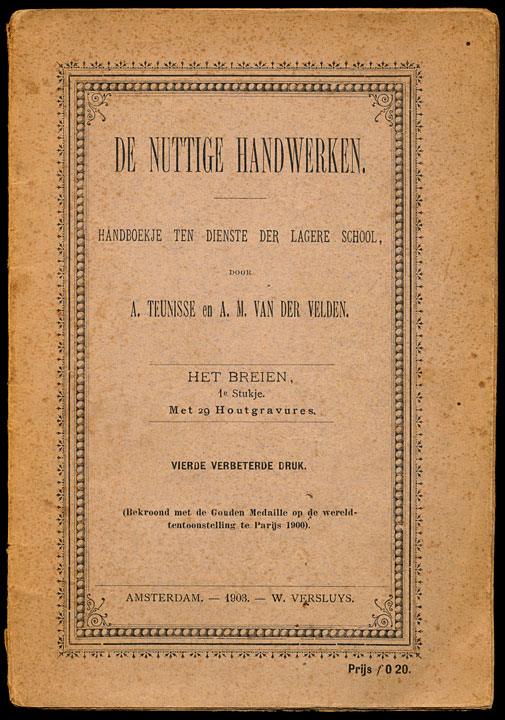 DE NUTTIGE HANDWERKEN.
HANDBOEKJE TEN DIENSTE DER LAGERE SCHOOL,
DOOR
A. TEUNISSE en A. M. VAN DER VELDEN.
HET BREIEN,
1e Stukje.
Met 29 Houtgravures.
VIERDE VERBETERDE DRUK.
(Bekroond met de Gouden Medaille op de wereld-
tentoonstelling te Parijs 1900).
AMSTERDAM. — 1903. — W. VERSLUYS.
Prijs ƒ 0 20.